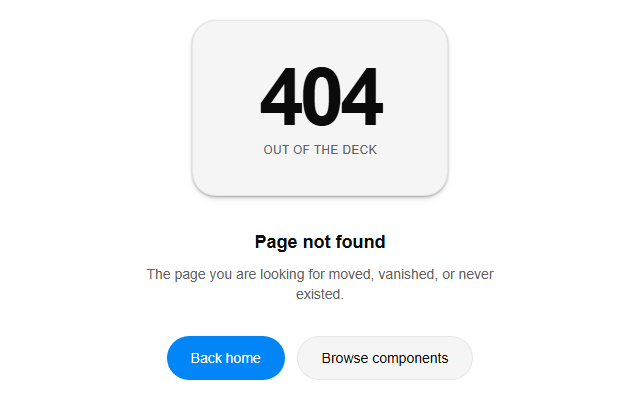 404
OUT OF THE DECK
Page not found
The page you are looking for moved, vanished, or never
existed.
Back home
Browse components